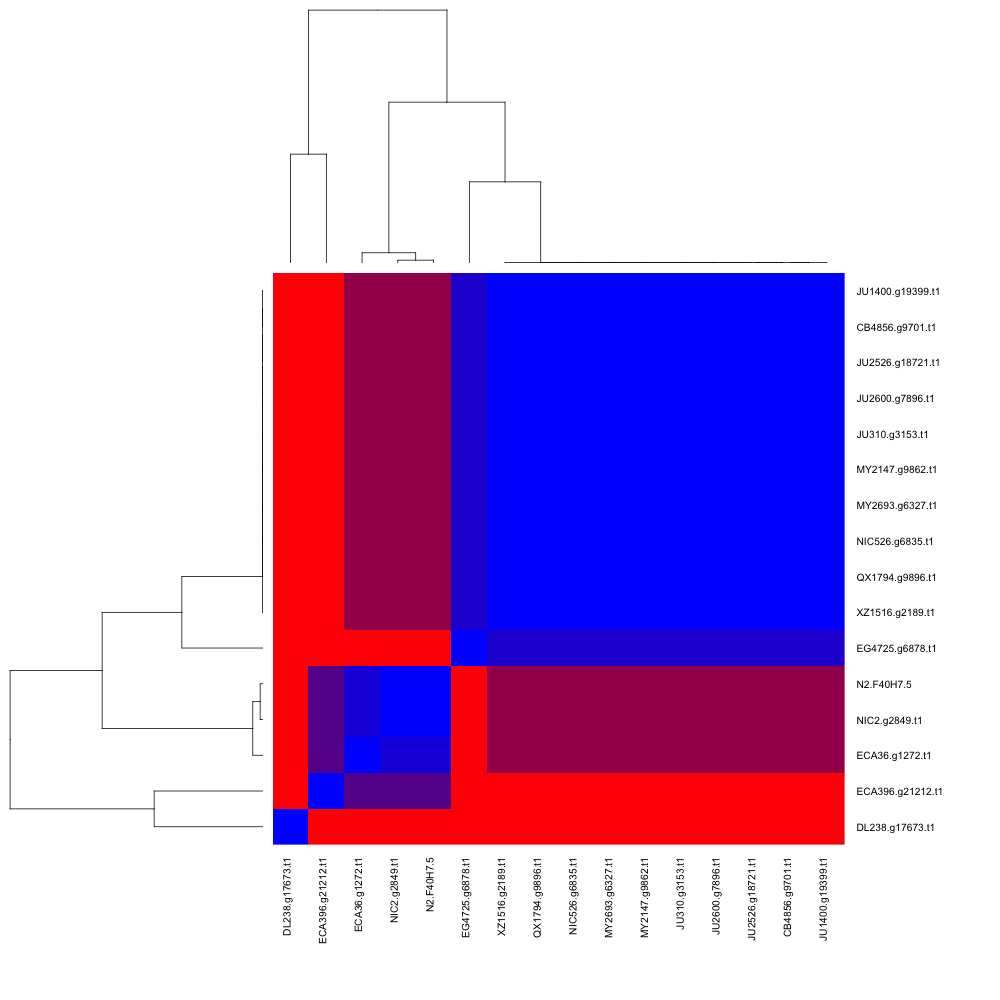 JU1400.g19399.t1
CB4856.g9701.t1
JU2526.g18721.t1
JU2600.g7896.t1
JU310.g3153.t1
MY2147.g9862.t1
MY2693.g6327.t1
NIC526.g6835.t1
QX1794.g9896.t1
XZ1516.g2189.t1
EG4725.g6878.t1
N2.F40H7.5
NIC2.g2849.t1
ECA36.g1272.t1
ECA396.g21212.t1
DL238.g17673.t1
DL238.g17673.t1
ECA396.g21212.t1
ECA36.g1272.t1
NIC2.g2849.t1
N2.F40H7.5
EG4725.g6878.t1
XZ1516.g2189.t1
QX1794.g9896.t1
NIC526.g6835.t1
MY2693.g6327.t1
MY2147.g9862.t1
JU310.g3153.t1
JU2600.g7896.t1
JU2526.g18721.t1
CB4856.g9701.t1
JU1400.g19399.t1